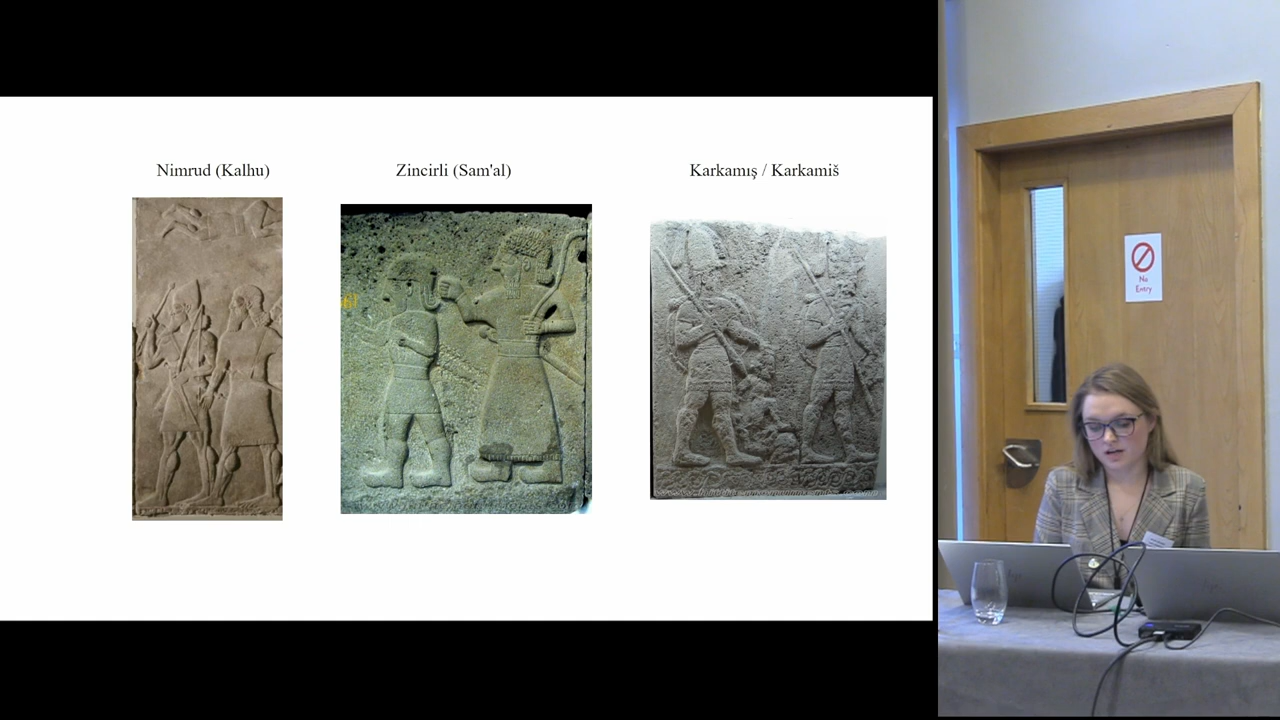 Nimrud (Kalhu)
Zincirli (Sam'al)
Karkamış / Karkamiš
No
Entry